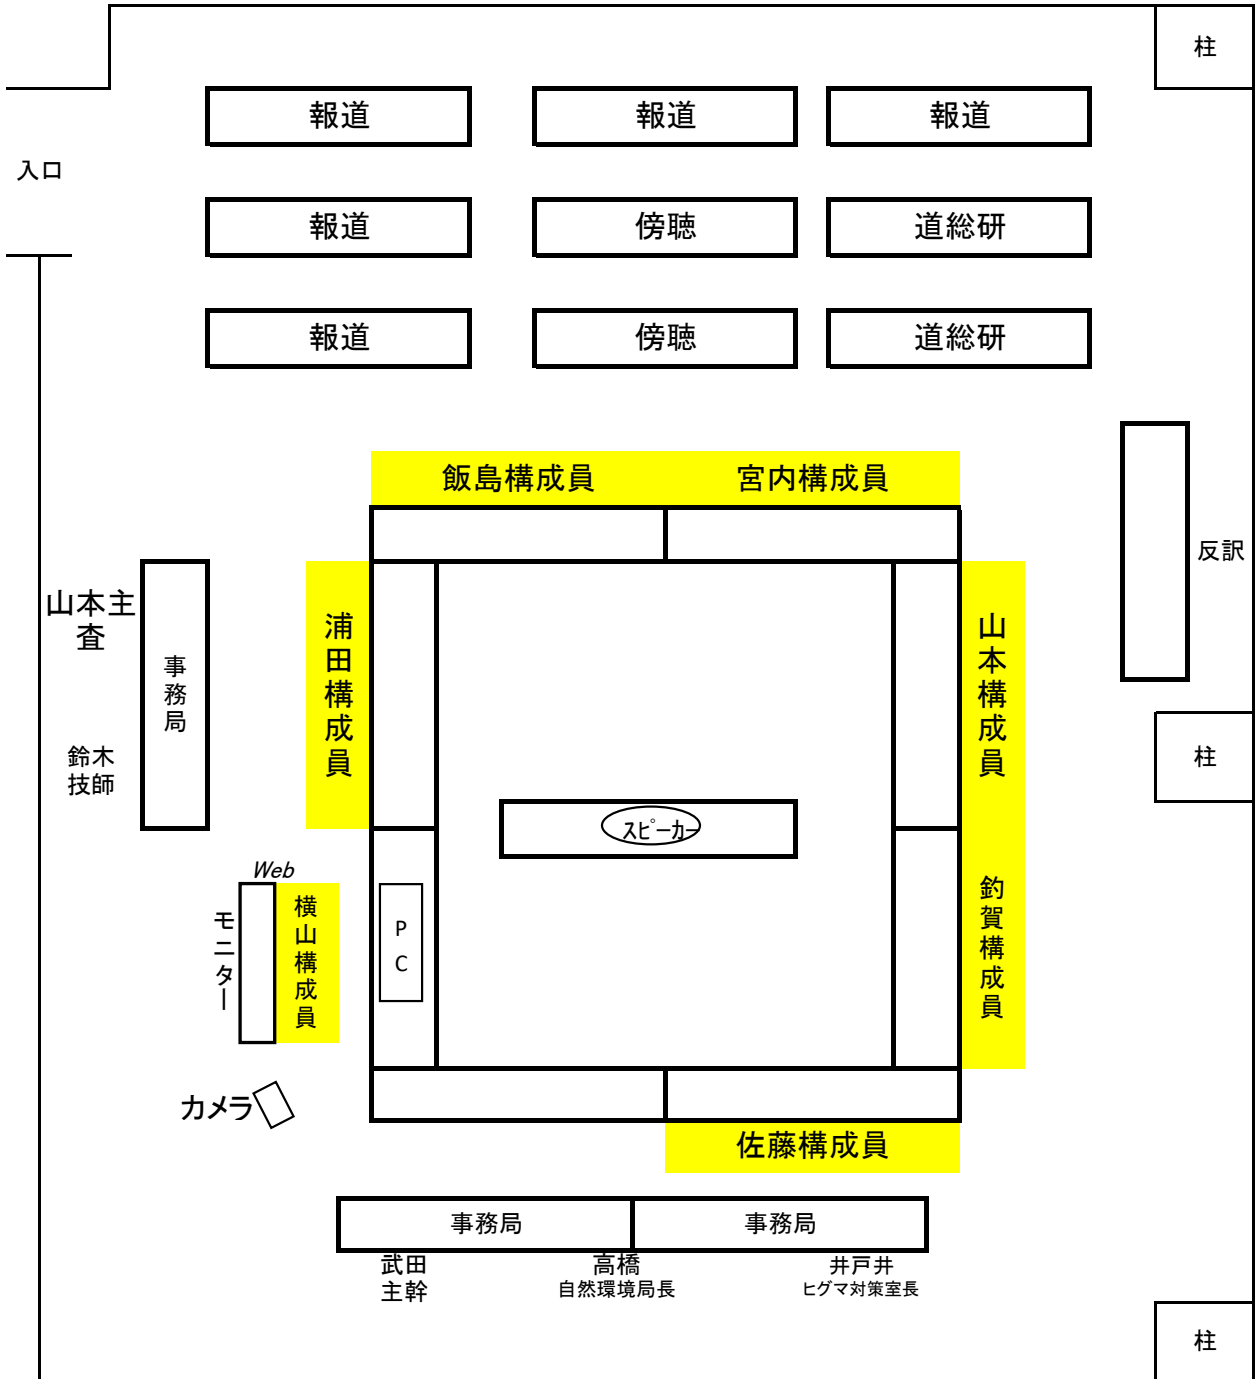 柱
報道 報道 報道
入口
報道 傍聴 道総研
報道 傍聴 道総研
飯島構成員 宮内構成員
反訳
山本主
査
事務局
鈴木
技師
浦田構成員
山本構成員
柱
スピーカー
Web
モニター
横山構成員
PC
釣賀構成員
カメラ
佐藤構成員
事務局 事務局
武田
主幹
高橋
自然環境局長
井戸井
ヒグマ対策室長
柱